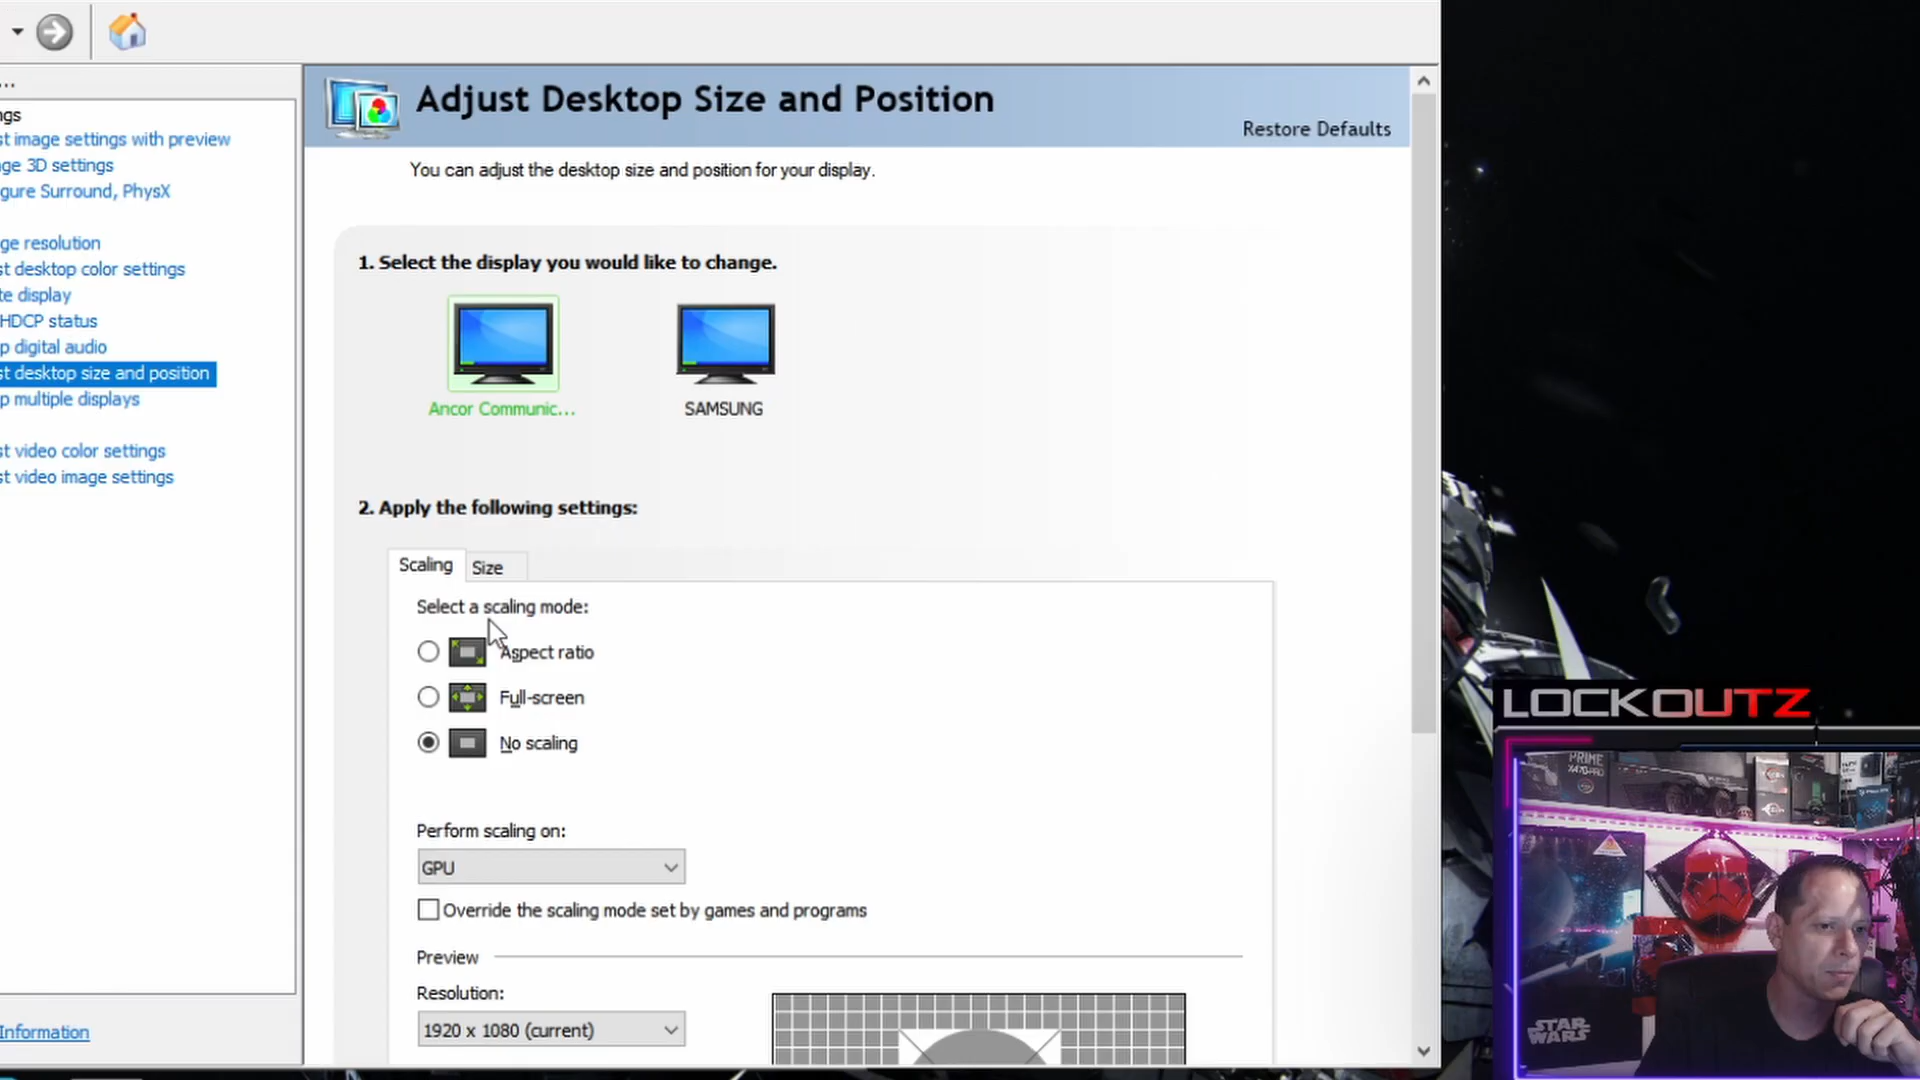 ...
ngs
st image settings with preview
ge 3D settings
gure Surround, PhysX
ge resolution
st desktop color settings
te display
HDCP status
p digital audio
st desktop size and position
p multiple displays
st video color settings
st video image settings
Information
Adjust Desktop Size and Position
Restore Defaults
You can adjust the desktop size and position for your display.
1. Select the display you would like to change.
Ancor Communic...
SAMSUNG
2. Apply the following settings:
Scaling
Size
Select a scaling mode:
Aspect ratio
Full-screen
No scaling
Perform scaling on:
GPU
Override the scaling mode set by games and programs
Preview
Resolution:
1920 x 1080 (current)
LOCKOUTZ
PRIME
X470-PRO
STAR
WARS